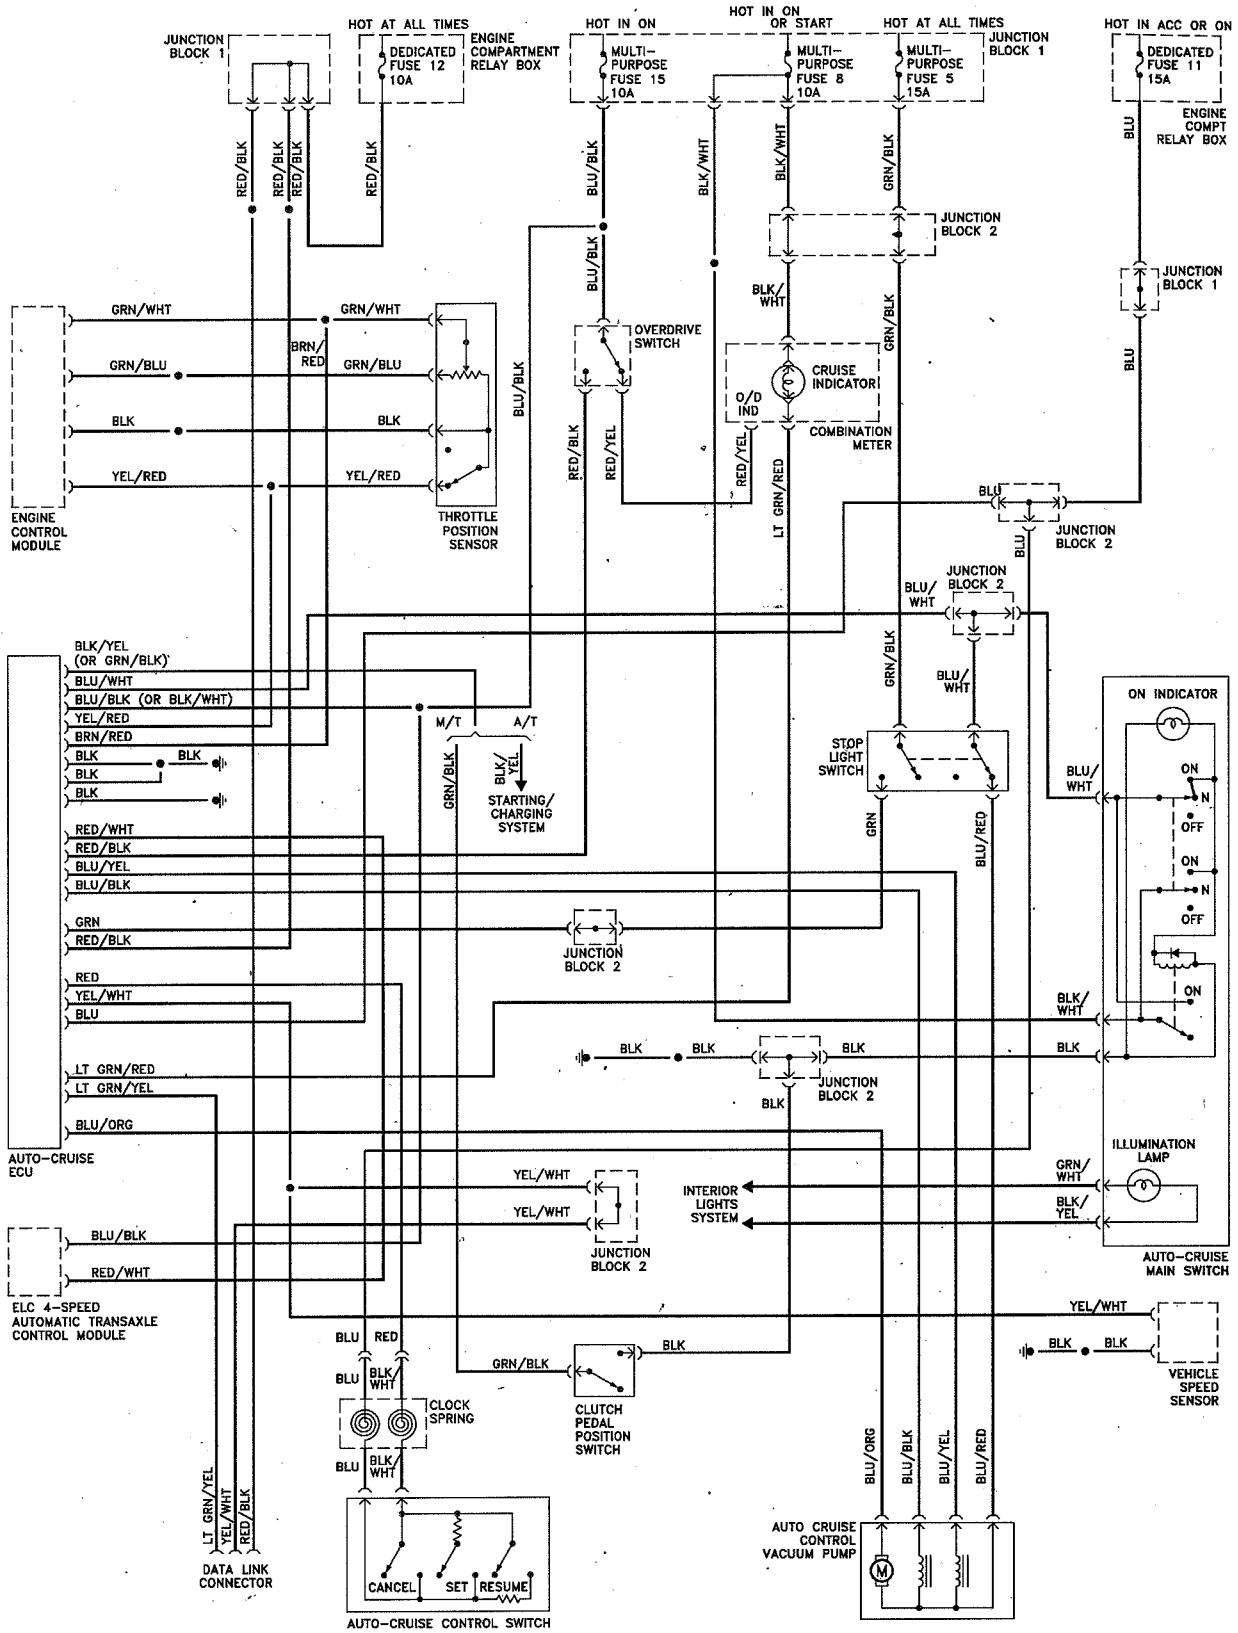 HOT AT ALL TIMES
HOT IN ON
HOT IN ON
OR START
HOT AT ALL TIMES
HOT IN ACC OR ON
JUNCTION
BLOCK 1
DEDICATED
FUSE 12
10A
ENGINE
COMPARTMENT
RELAY BOX
MULTI-
PURPOSE
FUSE 15
10A
MULTI-
PURPOSE
FUSE 8
10A
MULTI-
PURPOSE
FUSE 5
15A
JUNCTION
BLOCK 1
DEDICATED
FUSE 11
15A
ENGINE
COMPT
RELAY BOX
RED/BLK
RED/BLK
RED/BLK
RED/BLK
BLU/BLK
BLK/WHT
BLK/WHT
GRN/BLK
BLU
JUNCTION
BLOCK 2
BLU/BLK
BLK/
WHT
GRN/BLK
JUNCTION
BLOCK 1
BLU
GRN/WHT
GRN/WHT
BRN/
RED
GRN/BLU
GRN/BLU
BLK
BLK
YEL/RED
YEL/RED
ENGINE
CONTROL
MODULE
THROTTLE
POSITION
SENSOR
BLU/BLK
OVERDRIVE
SWITCH
RED/BLK
RED/YEL
CRUISE
INDICATOR
O/D
IND
COMBINATION
METER
RED/YEL
LT GRN/RED
BLU
JUNCTION
BLOCK 2
BLU
JUNCTION
BLOCK 2
BLU/
WHT
GRN/BLK
BLU/
WHT
BLK/YEL
(OR GRN/BLK)
BLU/WHT
BLU/BLK (OR BLK/WHT)
YEL/RED
BRN/RED
BLK
BLK
BLK
BLK
RED/WHT
RED/BLK
BLU/YEL
BLU/BLK
GRN
RED/BLK
RED
YEL/WHT
BLU
LT GRN/RED
LT GRN/YEL
BLU/ORG
AUTO-CRUISE
ECU
M/T
A/T
GRN/BLK
BLK/
YEL
STARTING/
CHARGING
SYSTEM
STOP
LIGHT
SWITCH
GRN
BLU/RED
BLU/
WHT
ON INDICATOR
ON
N
OFF
ON
N
OFF
ON
JUNCTION
BLOCK 2
BLK/
WHT
BLK
BLK
BLK
BLK
JUNCTION
BLOCK 2
BLK
ILLUMINATION
LAMP
GRN/
WHT
BLK/
YEL
INTERIOR
LIGHTS
SYSTEM
AUTO-CRUISE
MAIN SWITCH
YEL/WHT
YEL/WHT
JUNCTION
BLOCK 2
BLU/BLK
RED/WHT
ELC 4-SPEED
AUTOMATIC TRANSAXLE
CONTROL MODULE
YEL/WHT
BLK
BLK
VEHICLE
SPEED
SENSOR
BLU
RED
BLU
BLK/
WHT
CLOCK
SPRING
BLU
BLK/
WHT
GRN/BLK
BLK
CLUTCH
PEDAL
POSITION
SWITCH
LT GRN/YEL
YEL/WHT
RED/BLK
DATA LINK
CONNECTOR
CANCEL
SET
RESUME
AUTO-CRUISE CONTROL SWITCH
BLU/ORG
BLU/BLK
BLU/YEL
BLU/RED
AUTO CRUISE
CONTROL
VACUUM PUMP
M